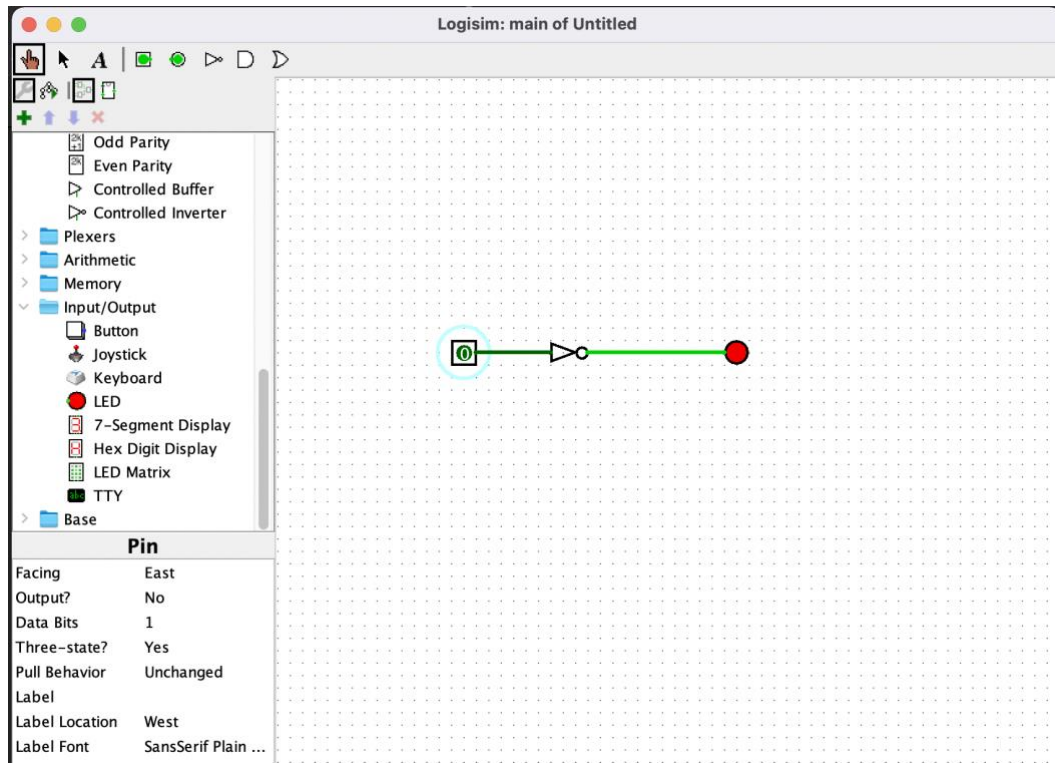 Logisim: main of Untitled
A
Odd Parity
Even Parity
Controlled Buffer
Controlled Inverter
Plexers
Arithmetic
Memory
Input/Output
Button
Joystick
Keyboard
LED
7-Segment Display
Hex Digit Display
LED Matrix
TTY
Base
0
Pin
Facing East
Output? No
Data Bits 1
Three-state? Yes
Pull Behavior Unchanged
Label
Label Location West
Label Font SansSerif Plain ...